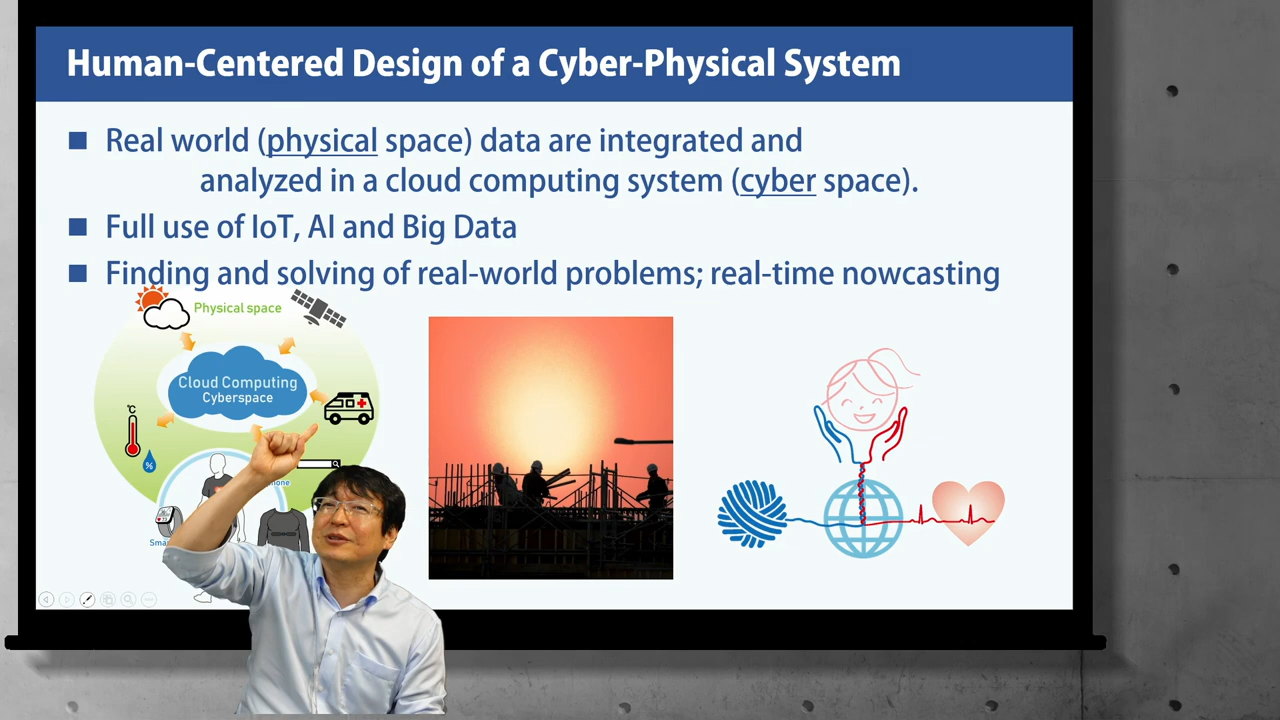 Human-Centered Design of a Cyber-Physical System
■ Real world (physical space) data are integrated and
analyzed in a cloud computing system (cyber space).
■ Full use of IoT, AI and Big Data
■ Finding and solving of real-world problems; real-time nowcasting
Physical space
Cloud Computing
Cyberspace
℃
%